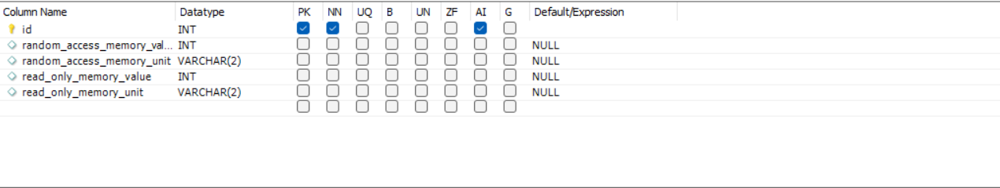 Column Name Datatype PK NN UQ B UN ZF AI G Default/Expression
id INT
random_access_memory_val... INT NULL
random_access_memory_unit VARCHAR(2) NULL
read_only_memory_value INT NULL
read_only_memory_unit VARCHAR(2) NULL